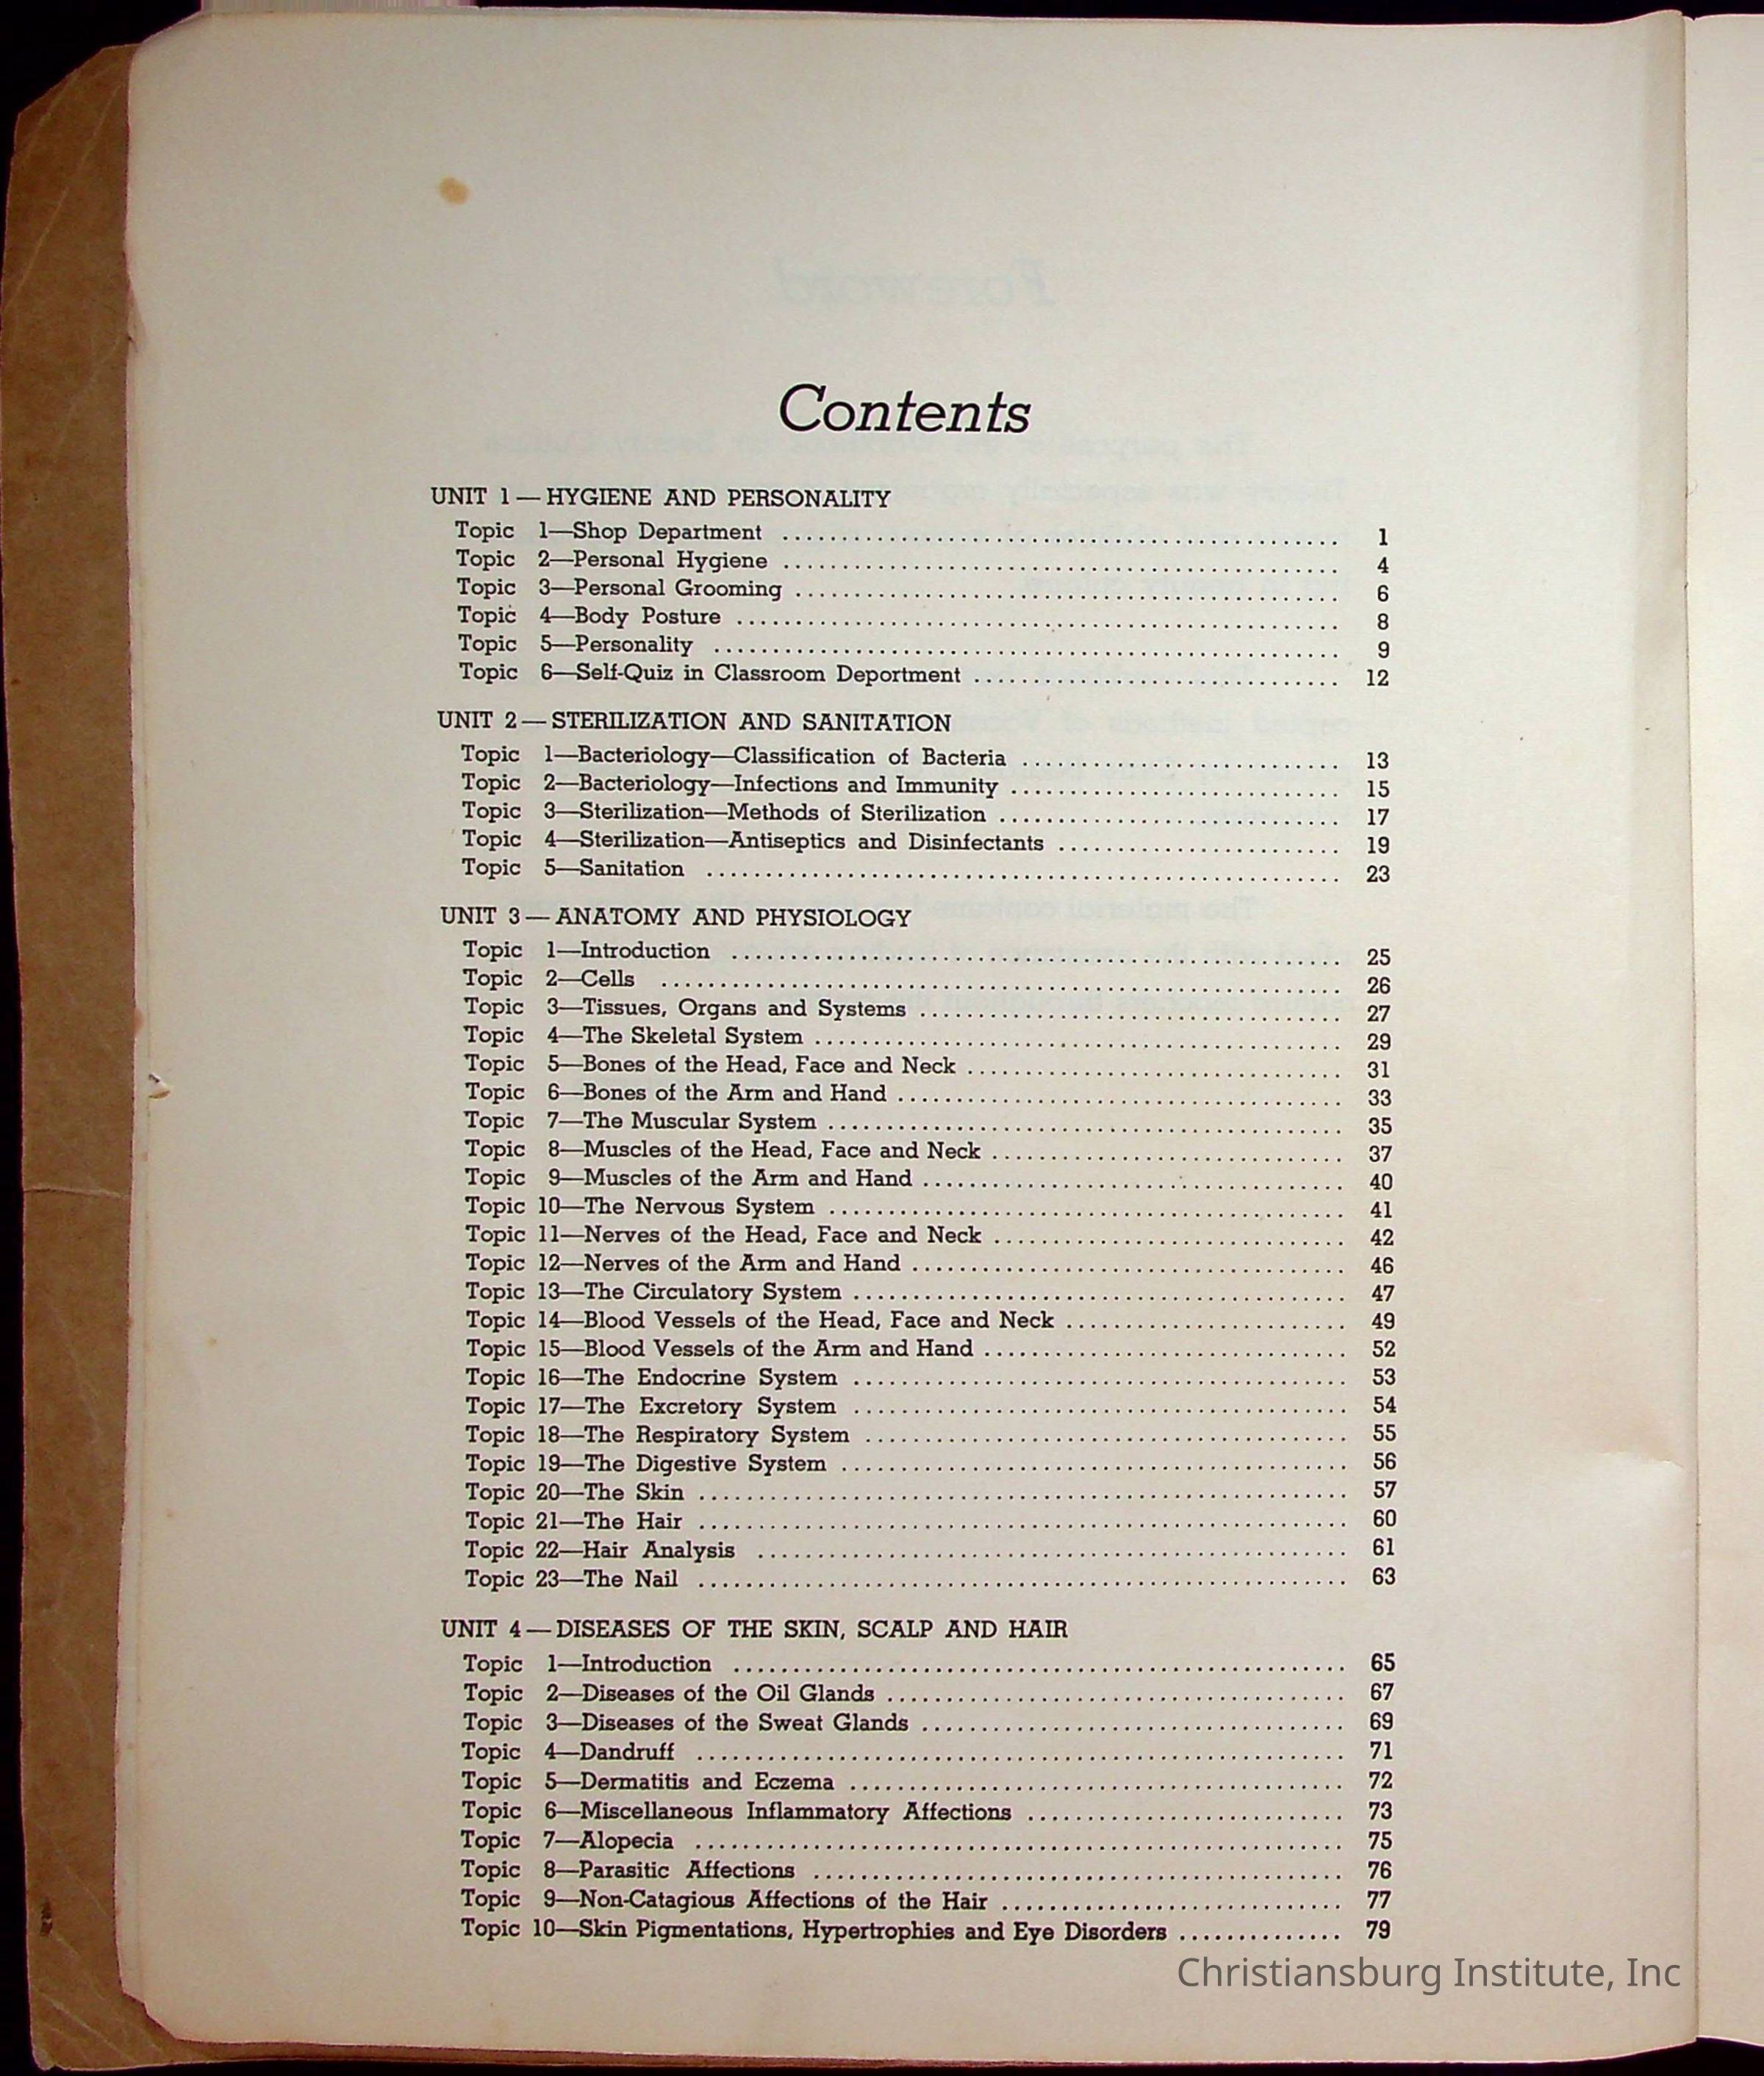 Contents
UNIT 1 — HYGIENE AND PERSONALITY
Topic 1—Shop Department ........ 1
Topic 2—Personal Hygiene ........ 4
Topic 3—Personal Grooming ........ 6
Topic 4—Body Posture ........ 8
Topic 5—Personality ........ 9
Topic 6—Self-Quiz in Classroom Deportment ........ 12
UNIT 2 — STERILIZATION AND SANITATION
Topic 1—Bacteriology—Classification of Bacteria ........ 13
Topic 2—Bacteriology—Infections and Immunity ........ 15
Topic 3—Sterilization—Methods of Sterilization ........ 17
Topic 4—Sterilization—Antiseptics and Disinfectants ........ 19
Topic 5—Sanitation ........ 23
UNIT 3 — ANATOMY AND PHYSIOLOGY
Topic 1—Introduction ........ 25
Topic 2—Cells ........ 26
Topic 3—Tissues, Organs and Systems ........ 27
Topic 4—The Skeletal System ........ 29
Topic 5—Bones of the Head, Face and Neck ........ 31
Topic 6—Bones of the Arm and Hand ........ 33
Topic 7—The Muscular System ........ 35
Topic 8—Muscles of the Head, Face and Neck ........ 37
Topic 9—Muscles of the Arm and Hand ........ 40
Topic 10—The Nervous System ........ 41
Topic 11—Nerves of the Head, Face and Neck ........ 42
Topic 12—Nerves of the Arm and Hand ........ 46
Topic 13—The Circulatory System ........ 47
Topic 14—Blood Vessels of the Head, Face and Neck ........ 49
Topic 15—Blood Vessels of the Arm and Hand ........ 52
Topic 16—The Endocrine System ........ 53
Topic 17—The Excretory System ........ 54
Topic 18—The Respiratory System ........ 55
Topic 19—The Digestive System ........ 56
Topic 20—The Skin ........ 57
Topic 21—The Hair ........ 60
Topic 22—Hair Analysis ........ 61
Topic 23—The Nail ........ 63
UNIT 4 — DISEASES OF THE SKIN, SCALP AND HAIR
Topic 1—Introduction ........ 65
Topic 2—Diseases of the Oil Glands ........ 67
Topic 3—Diseases of the Sweat Glands ........ 69
Topic 4—Dandruff ........ 71
Topic 5—Dermatitis and Eczema ........ 72
Topic 6—Miscellaneous Inflammatory Affections ........ 73
Topic 7—Alopecia ........ 75
Topic 8—Parasitic Affections ........ 76
Topic 9—Non-Catagious Affections of the Hair ........ 77
Topic 10—Skin Pigmentations, Hypertrophies and Eye Disorders ........ 79
Christiansburg Institute, Inc